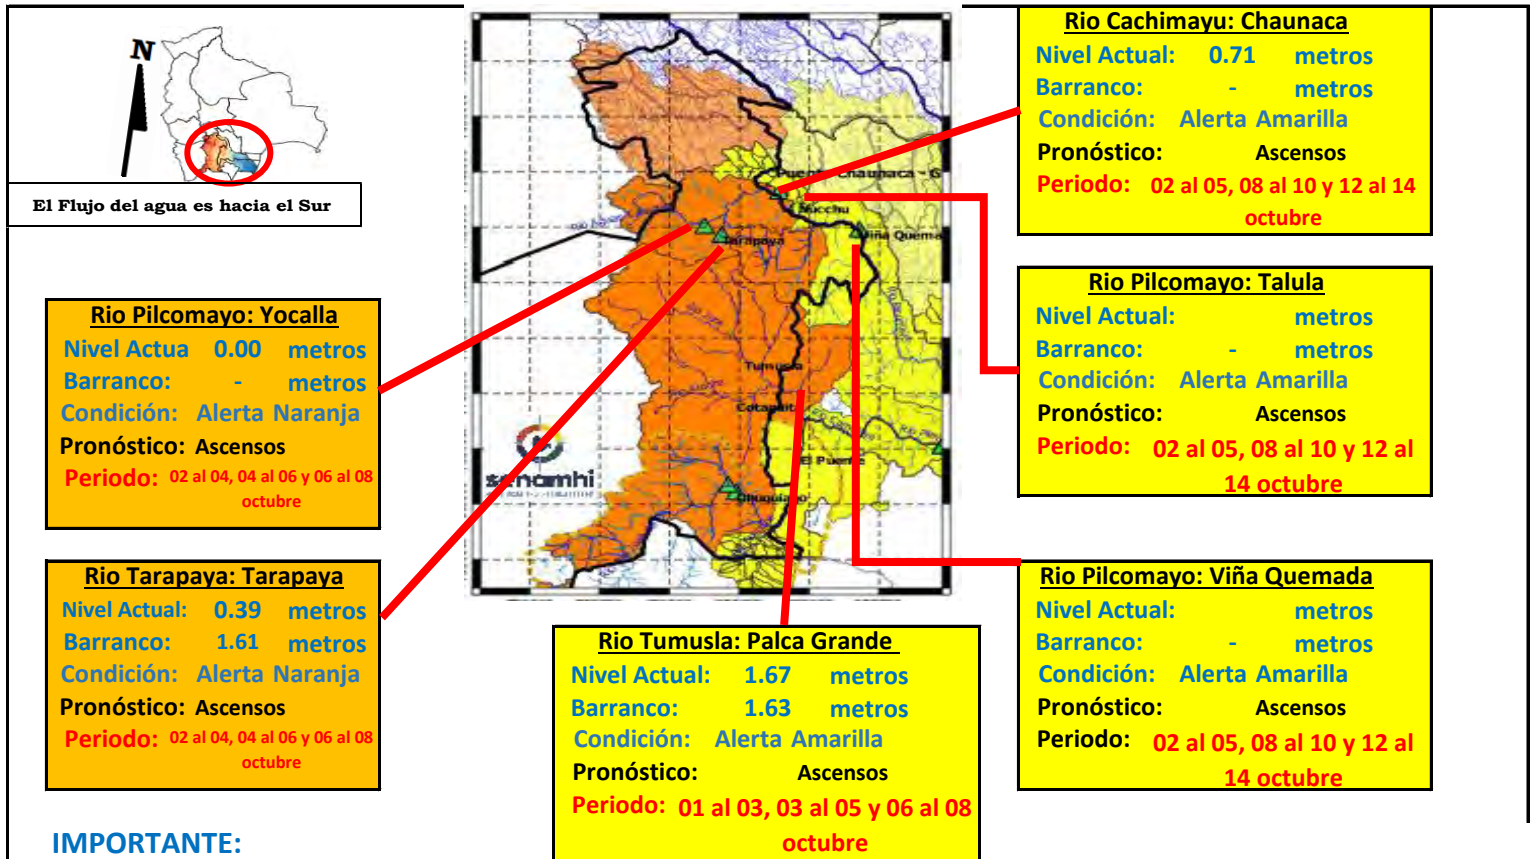 N
El Flujo del agua es hacia el Sur
Rio Pilcomayo: Yocalla
Nivel Actua 0.00 metros
Barranco: - metros
Condición: Alerta Naranja
Pronóstico: Ascensos
Periodo: 02 al 04, 04 al 06 y 06 al 08
octubre
Rio Tarapaya: Tarapaya
Nivel Actual: 0.39 metros
Barranco: 1.61 metros
Condición: Alerta Naranja
Pronóstico: Ascensos
Periodo: 02 al 04, 04 al 06 y 06 al 08
octubre
IMPORTANTE:
Chaunaca - G
Tarapaya
Viña Quema
Tumusla
Cotagaita
El Puente
senamhi
Rio Tumusla: Palca Grande
Nivel Actual: 1.67 metros
Barranco: 1.63 metros
Condición: Alerta Amarilla
Pronóstico: Ascensos
Periodo: 01 al 03, 03 al 05 y 06 al 08
octubre
Rio Cachimayu: Chaunaca
Nivel Actual: 0.71 metros
Barranco: - metros
Condición: Alerta Amarilla
Pronóstico: Ascensos
Periodo: 02 al 05, 08 al 10 y 12 al 14
octubre
Rio Pilcomayo: Talula
Nivel Actual: metros
Barranco: - metros
Condición: Alerta Amarilla
Pronóstico: Ascensos
Periodo: 02 al 05, 08 al 10 y 12 al
14 octubre
Rio Pilcomayo: Viña Quemada
Nivel Actual: metros
Barranco: - metros
Condición: Alerta Amarilla
Pronóstico: Ascensos
Periodo: 02 al 05, 08 al 10 y 12 al
14 octubre